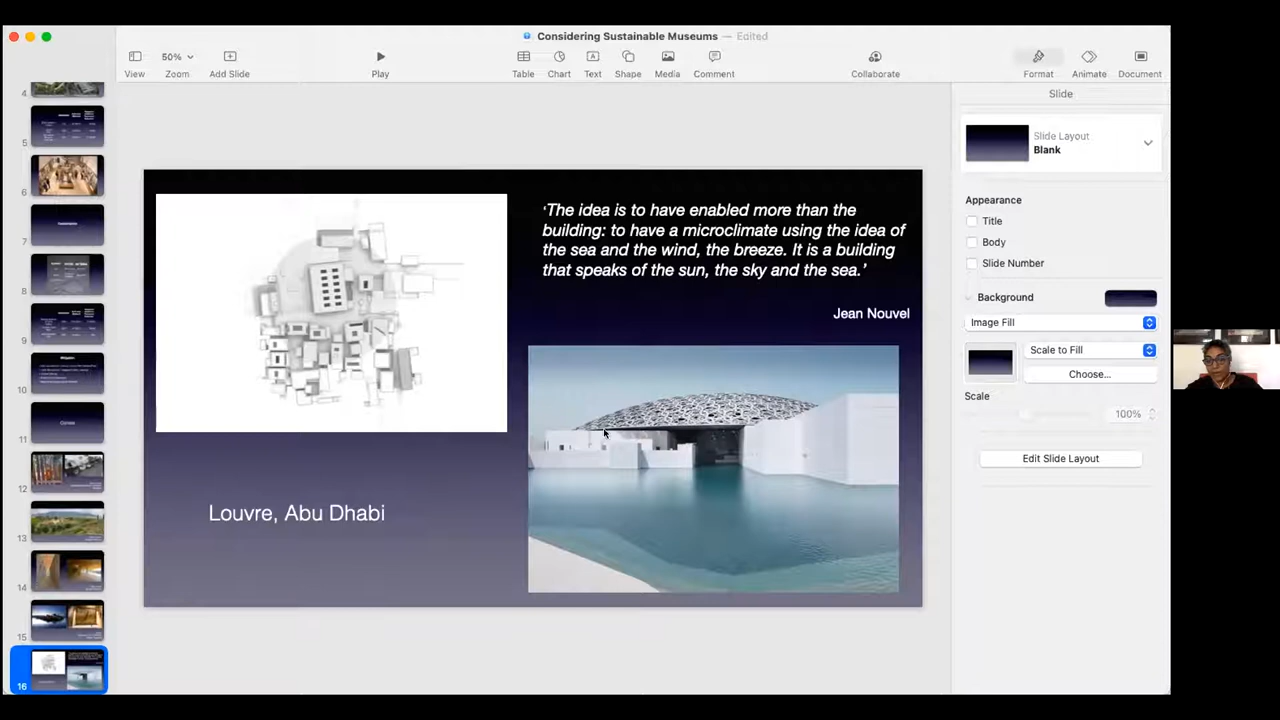 Considering Sustainable Museums — Edited
View
50%
Zoom
Add Slide
Play
Table
Chart
Text
Shape
Media
Comment
Collaborate
Format
Animate
Document
4
5
6
7
8
9
10
11
12
13
14
15
16
‘The idea is to have enabled more than the
building: to have a microclimate using the idea of
the sea and the wind, the breeze. It is a building
that speaks of the sun, the sky and the sea.’
Jean Nouvel
Louvre, Abu Dhabi
Slide
Slide Layout
Blank
Appearance
Title
Body
Slide Number
Background
Image Fill
Scale to Fill
Choose...
Scale
100%
Edit Slide Layout